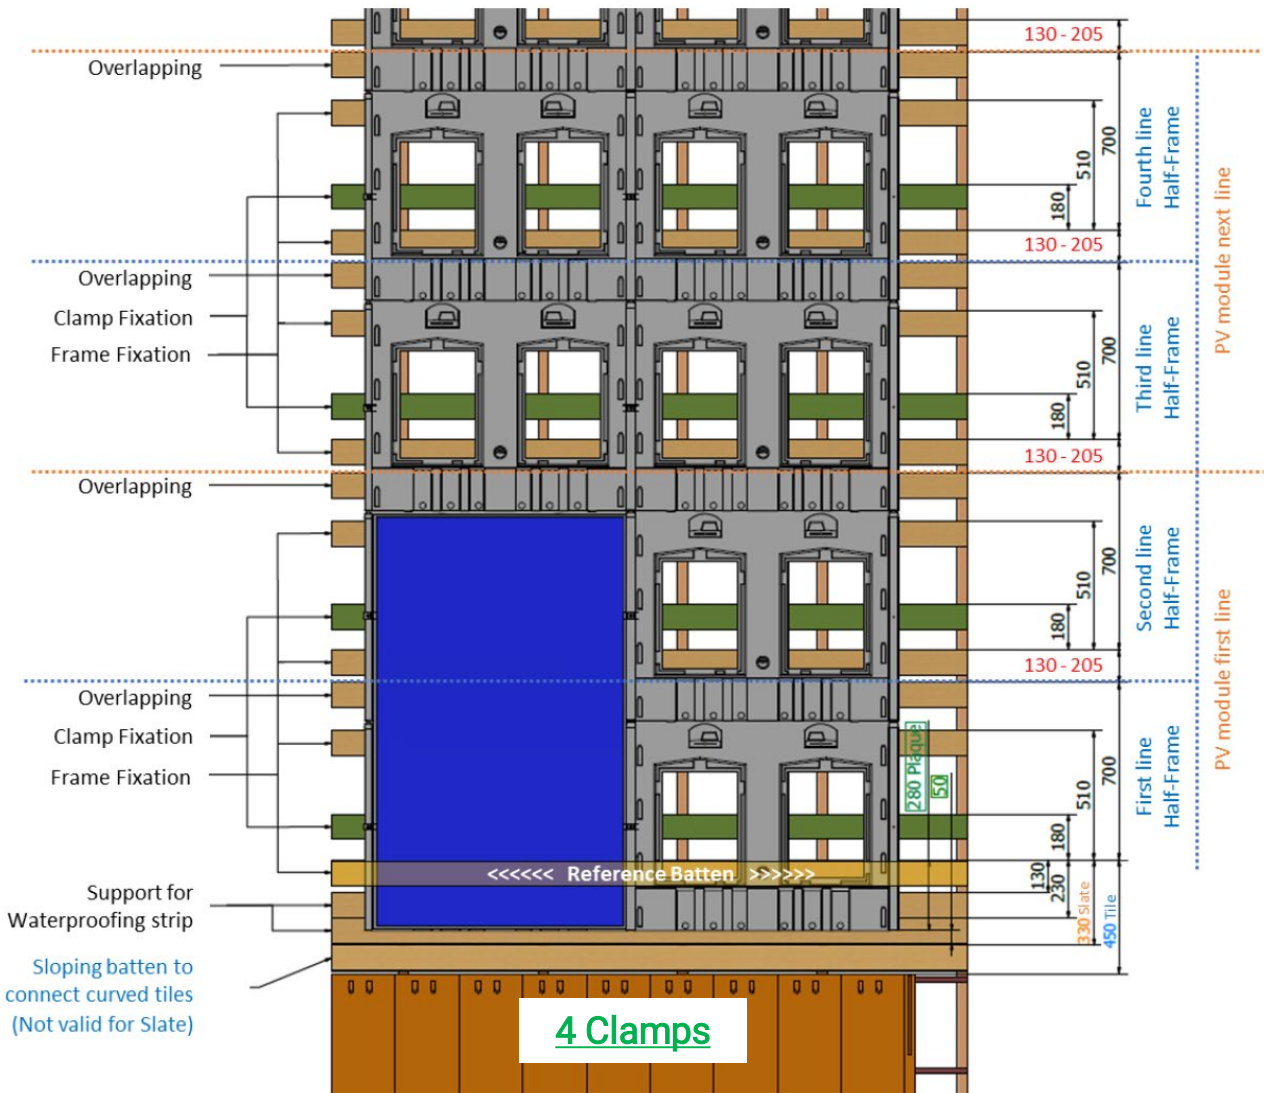 130 - 205
Overlapping
510
700
180
Fourth line
Half-Frame
PV module next line
130 - 205
Overlapping
Clamp Fixation
Frame Fixation
510
700
180
Third line
Half-Frame
130 - 205
Overlapping
510
700
180
Second line
Half-Frame
PV module first line
130 - 205
Overlapping
Clamp Fixation
Frame Fixation
280 Plaque
50
510
700
180
First line
Half-Frame
<<<<<< Reference Batten >>>>>>
130
230
330 Slate
450 Tile
Support for
Waterproofing strip
Sloping batten to
connect curved tiles
(Not valid for Slate)
4 Clamps